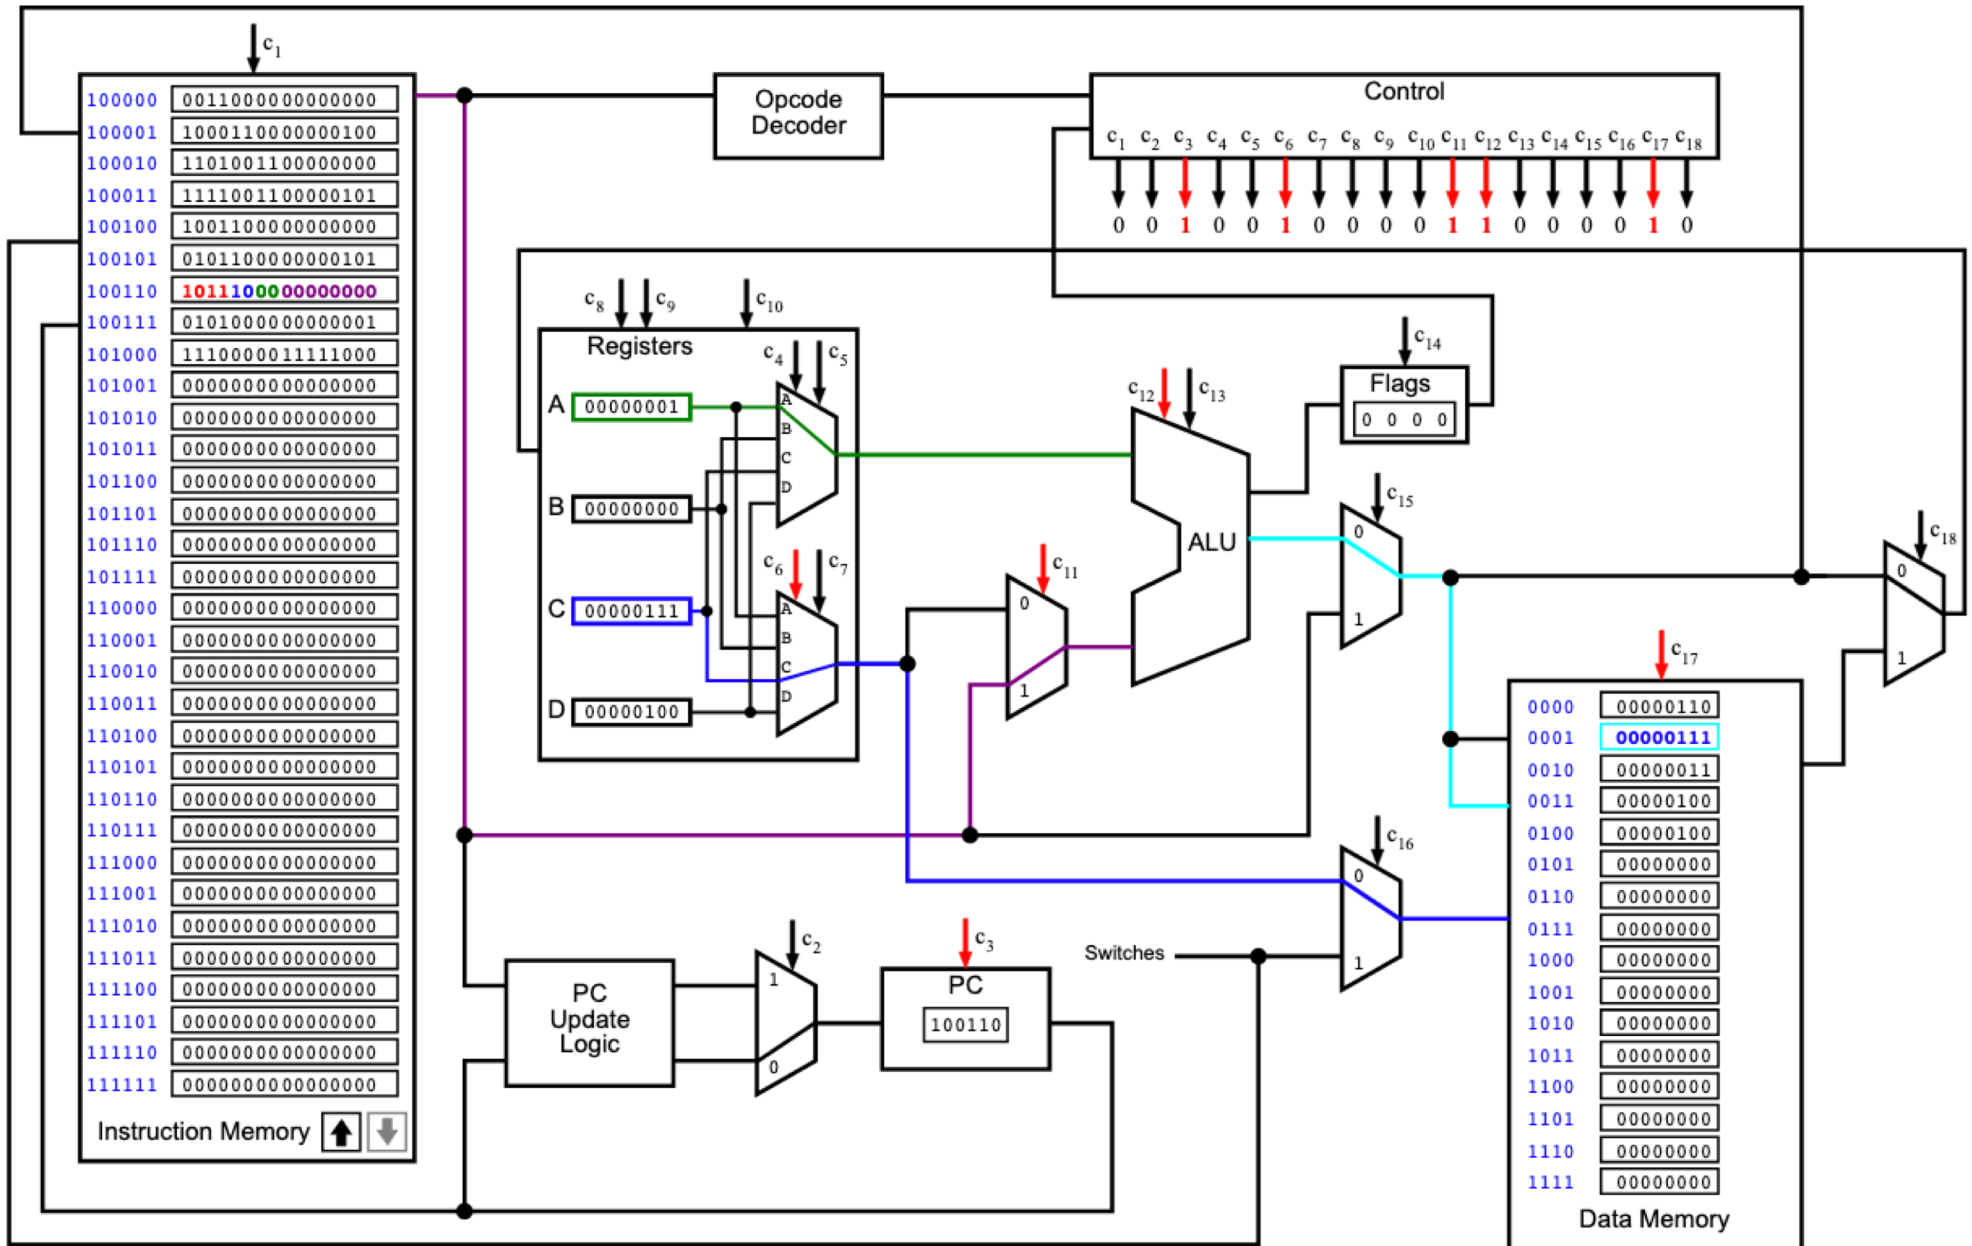 c1
100000 0011000000000000
100001 1000110000000100
100010 1101001100000000
100011 1111001100000101
100100 1001100000000000
100101 0101100000000101
100110 1011100000000000
100111 0101000000000001
101000 1110000011111000
101001 0000000000000000
101010 0000000000000000
101011 0000000000000000
101100 0000000000000000
101101 0000000000000000
101110 0000000000000000
101111 0000000000000000
110000 0000000000000000
110001 0000000000000000
110010 0000000000000000
110011 0000000000000000
110100 0000000000000000
110101 0000000000000000
110110 0000000000000000
110111 0000000000000000
111000 0000000000000000
111001 0000000000000000
111010 0000000000000000
111011 0000000000000000
111100 0000000000000000
111101 0000000000000000
111110 0000000000000000
111111 0000000000000000
Instruction Memory
Opcode
Decoder
Control
c1 c2 c3 c4 c5 c6 c7 c8 c9 c10 c11 c12 c13 c14 c15 c16 c17 c18
0 0 1 0 0 1 0 0 0 0 1 1 0 0 0 0 1 0
c8 c9 c10
Registers
c4 c5
A 00000001
B 00000000
C 00000111
D 00000100
A
B
C
D
c6 c7
A
B
C
D
c11
0
1
c12 c13
ALU
c14
Flags
0 0 0 0
c15
0
1
c16
0
1
Switches
c18
0
1
c17
0000 00000110
0001 00000111
0010 00000011
0011 00000100
0100 00000100
0101 00000000
0110 00000000
0111 00000000
1000 00000000
1001 00000000
1010 00000000
1011 00000000
1100 00000000
1101 00000000
1110 00000000
1111 00000000
Data Memory
PC
Update
Logic
c2
1
0
c3
PC
100110